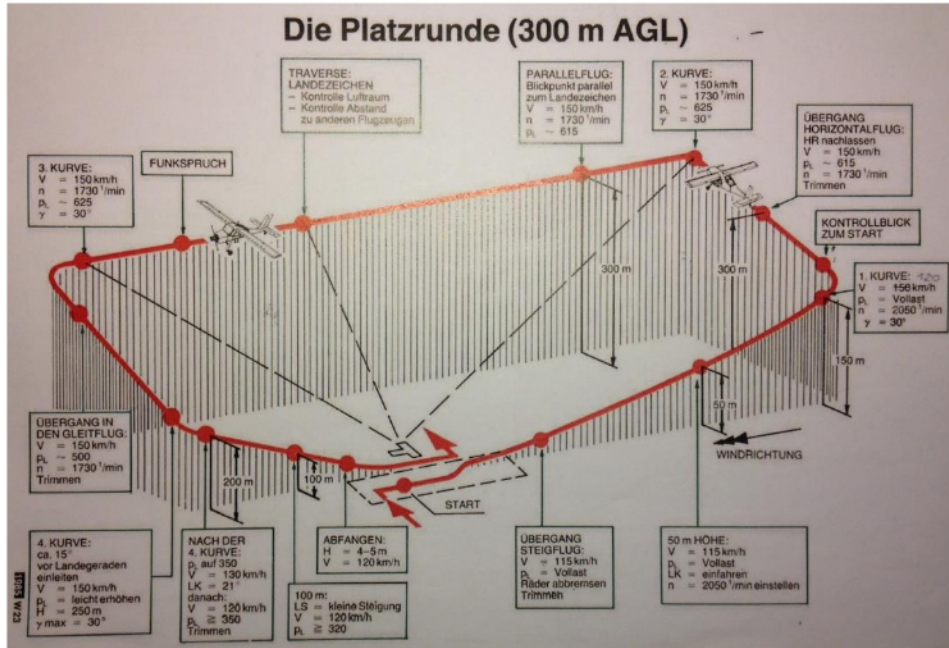 Die Platzrunde (300 m AGL)
TRAVERSE:
LANDEZEICHEN
– Kontrolle Luftraum
– Kontrolle Abstand
zu anderen Flugzeugen
PARALLELFLUG:
Blickpunkt parallel
zum Landezeichen
V = 150 km/h
n = 1730 ¹/min
pL ~ 615
2. KURVE:
V = 150 km/h
n = 1730 ¹/min
pL ~ 625
γ = 30°
ÜBERGANG
HORIZONTALFLUG:
HR nachlassen
V = 150 km/h
pL ~ 615
n = 1730 ¹/min
Trimmen
3. KURVE:
V = 150 km/h
n = 1730 ¹/min
pL ~ 625
γ = 30°
FUNKSPRUCH
KONTROLLBLICK
ZUM START
1. KURVE: 120
V = 150 km/h
pL = Vollast
n = 2050 ¹/min
γ = 30°
300 m
300 m
150 m
50 m
WINDRICHTUNG
ÜBERGANG IN
DEN GLEITFLUG:
V = 150 km/h
pL ~ 500
n = 1730 ¹/min
Trimmen
200 m
100 m
START
4. KURVE:
ca. 15°
vor Landegeraden
einleiten
V = 150 km/h
pL = leicht erhöhen
H = 250 m
γ max = 30°
NACH DER
4. KURVE:
pL auf 350
V = 130 km/h
LK = 21°
danach:
V = 120 km/h
pL ≧ 350
Trimmen
ABFANGEN:
H = 4–5 m
V = 120 km/h
100 m:
LS = kleine Steigung
V = 120 km/h
pL ≧ 320
ÜBERGANG
STEIGFLUG:
V = 115 km/h
pL = Vollast
Räder abbremsen
Trimmen
50 m HÖHE:
V = 115 km/h
pL = Vollast
LK = einfahren
n = 2050 ¹/min einstellen